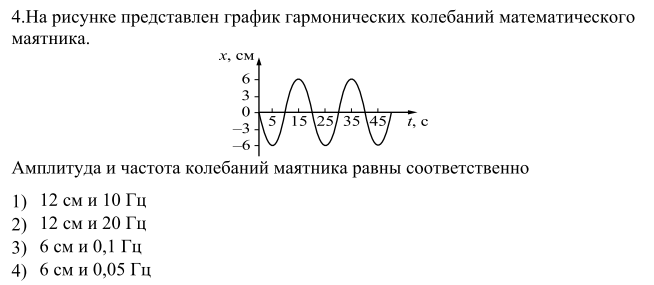 4.На рисунке представлен график гармонических колебаний математического
маятника.
x, см
6
3
0
–3
–6
5 15 25 35 45 t, с
Амплитуда и частота колебаний маятника равны соответственно
1) 12 см и 10 Гц
2) 12 см и 20 Гц
3) 6 см и 0,1 Гц
4) 6 см и 0,05 Гц